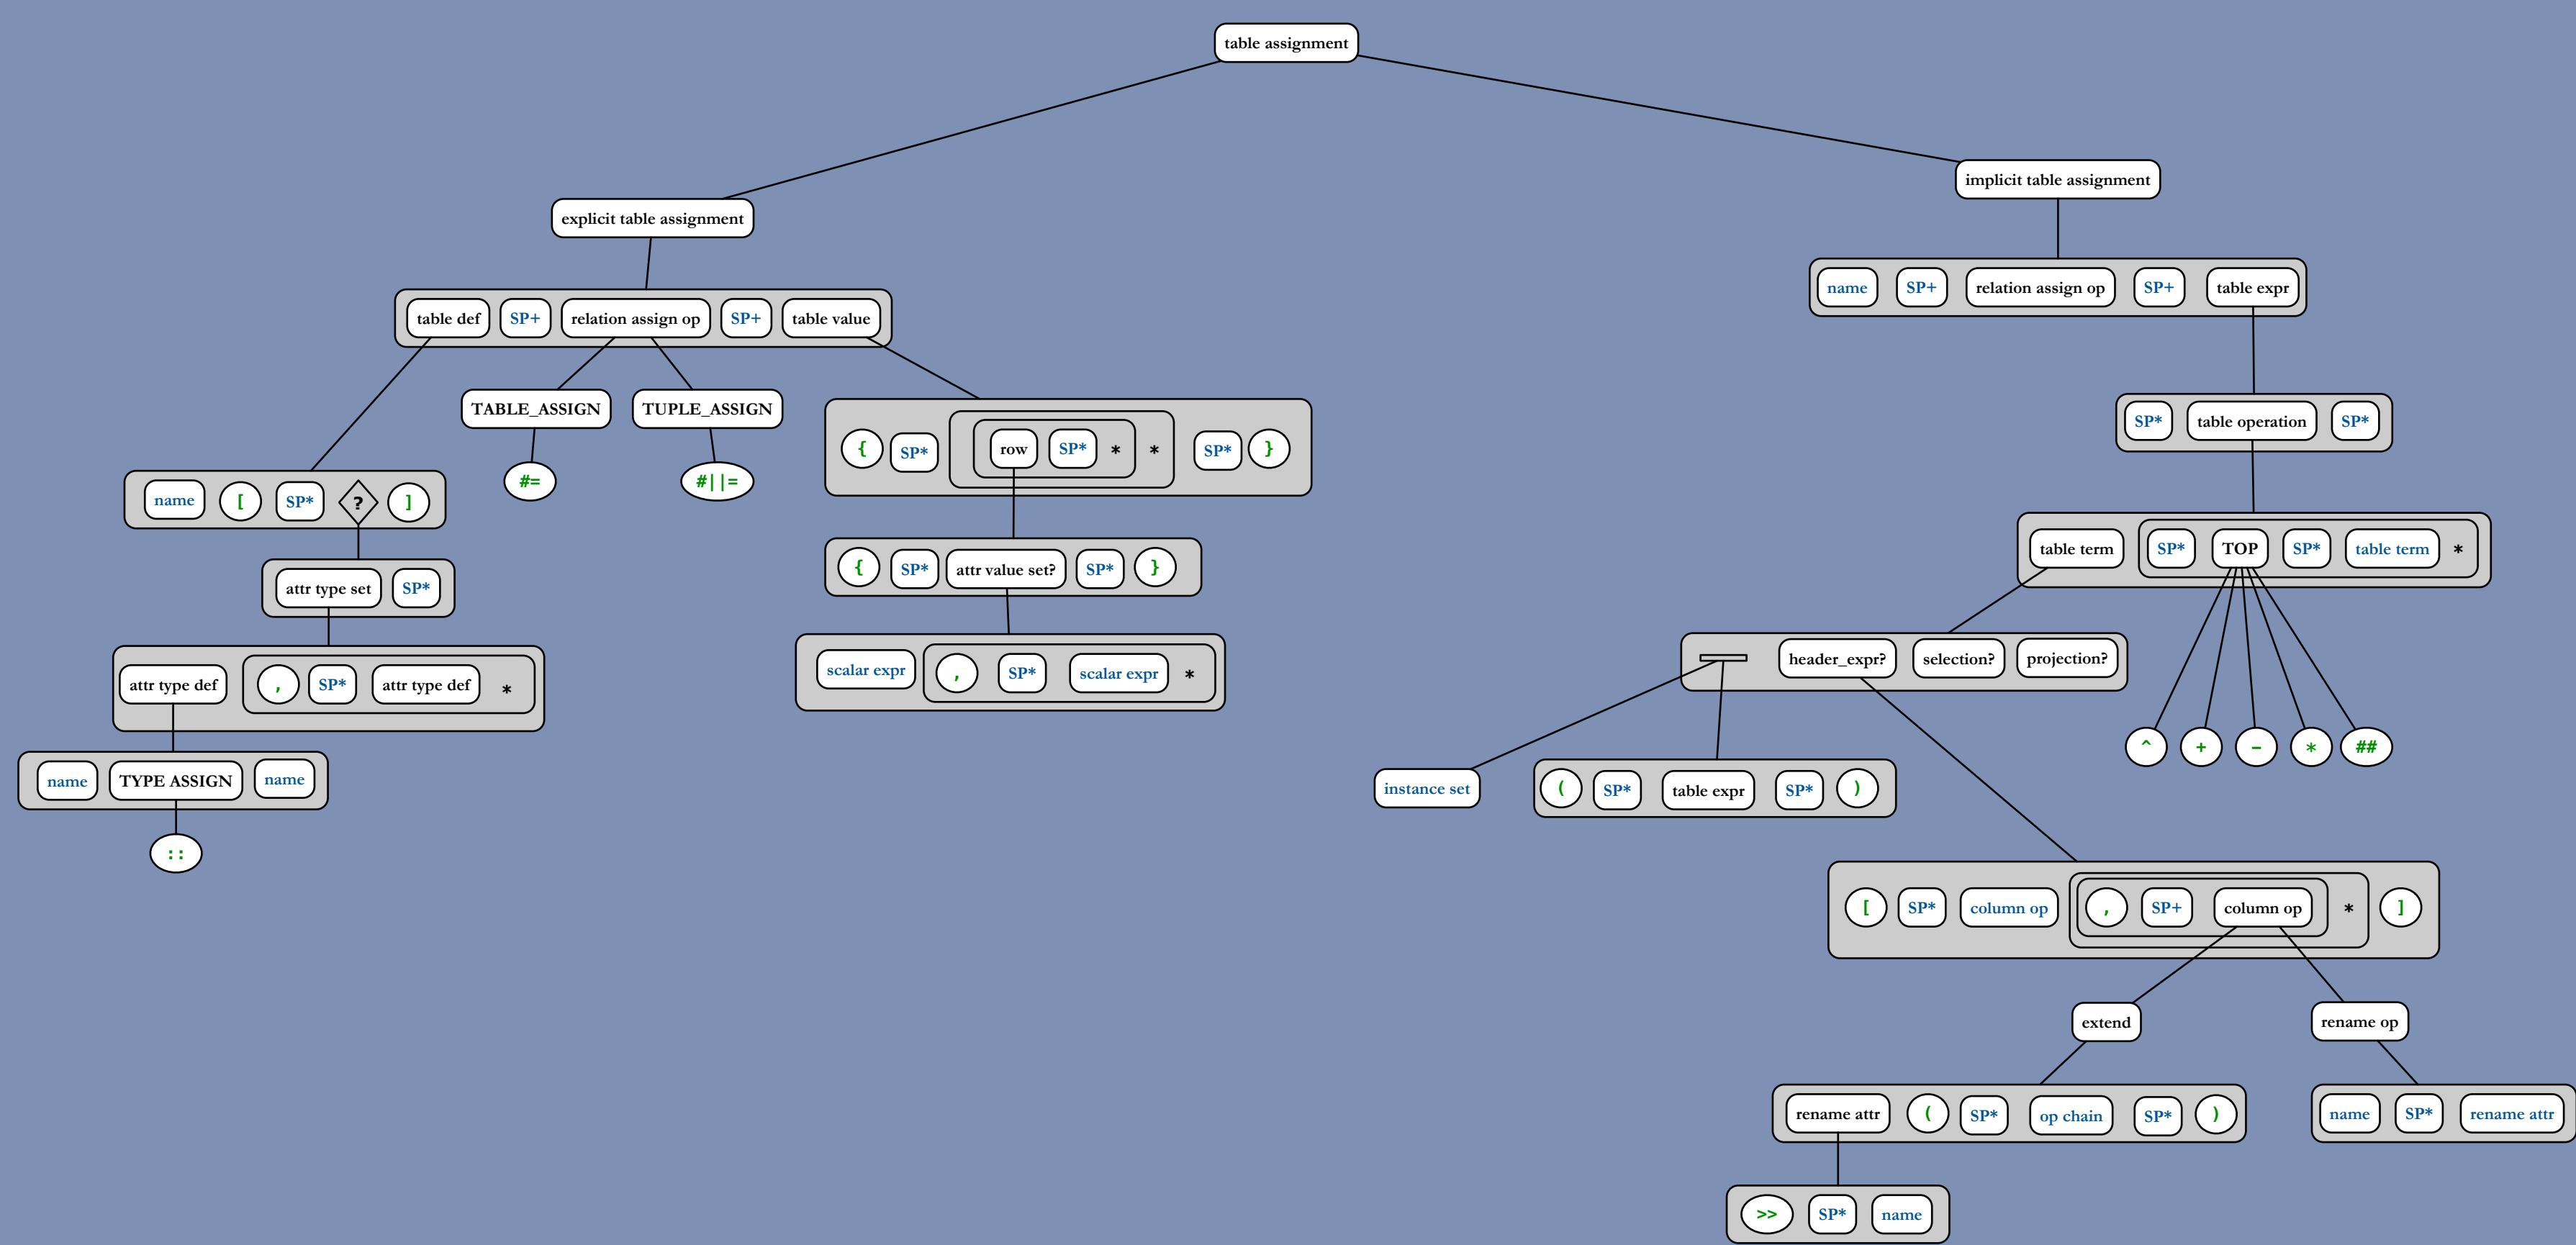 table assignment
implicit table assignment
explicit table assignment
name SP+ relation assign op SP+ table expr
table def SP+ relation assign op SP+ table value
TABLE_ASSIGN TUPLE_ASSIGN
SP* table operation SP*
{ SP* row SP* * * SP* }
#= #||=
name [ SP* ? ]
table term SP* TOP SP* table term *
{ SP* attr value set? SP* }
attr type set SP*
header_expr? selection? projection?
scalar expr , SP* scalar expr *
attr type def , SP* attr type def *
^ + − * ##
name TYPE ASSIGN name
instance set ( SP* table expr SP* )
::
[ SP* column op , SP+ column op * ]
extend rename op
rename attr ( SP* op chain SP* ) name SP* rename attr
>> SP* name